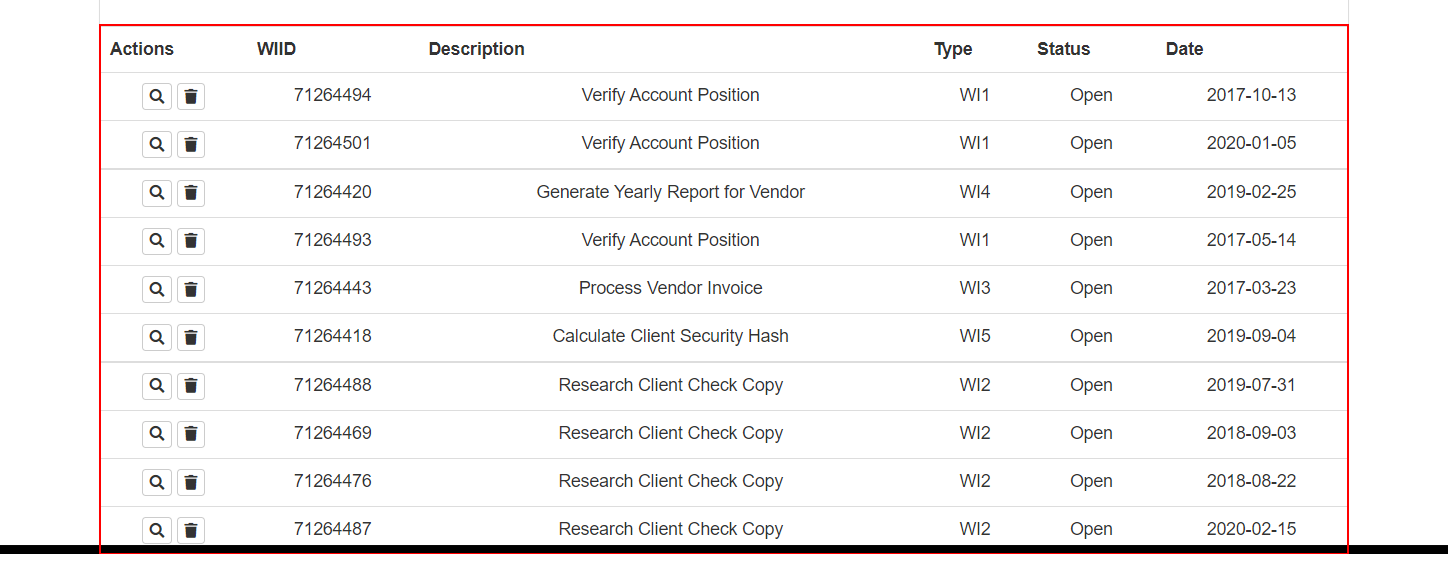 Actions WIID Description Type Status Date
71264494 Verify Account Position WI1 Open 2017-10-13
71264501 Verify Account Position WI1 Open 2020-01-05
71264420 Generate Yearly Report for Vendor WI4 Open 2019-02-25
71264493 Verify Account Position WI1 Open 2017-05-14
71264443 Process Vendor Invoice WI3 Open 2017-03-23
71264418 Calculate Client Security Hash WI5 Open 2019-09-04
71264488 Research Client Check Copy WI2 Open 2019-07-31
71264469 Research Client Check Copy WI2 Open 2018-09-03
71264476 Research Client Check Copy WI2 Open 2018-08-22
71264487 Research Client Check Copy WI2 Open 2020-02-15